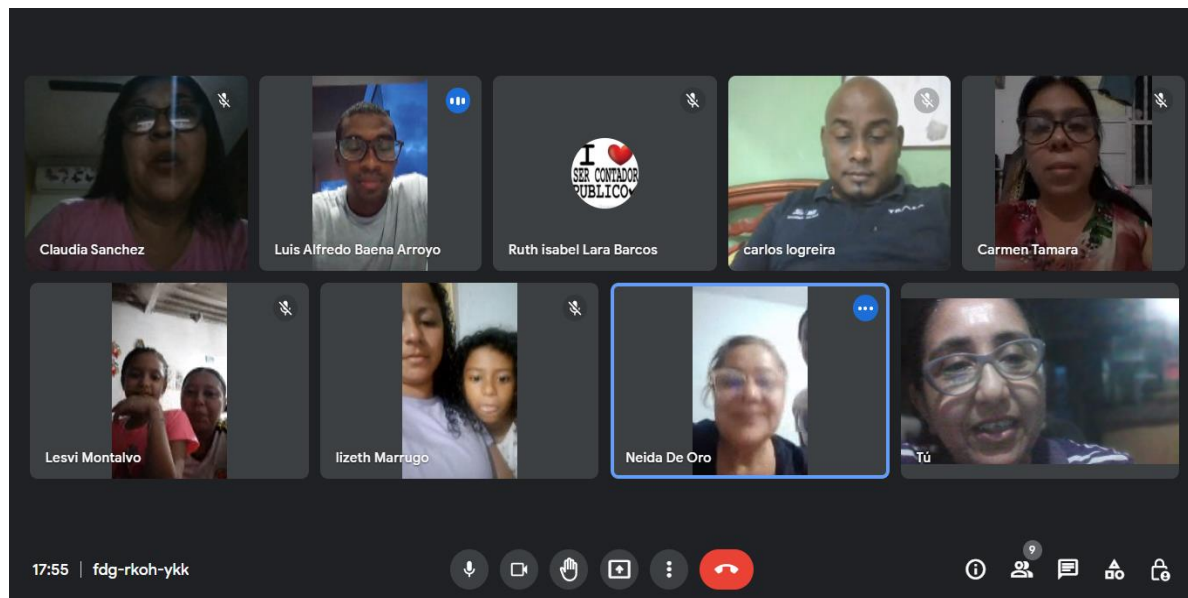 Claudia Sanchez
Luis Alfredo Baena Arroyo
I
SER CONTADOR
PUBLICO
Ruth isabel Lara Barcos
carlos logreira
Carmen Tamara
Lesvi Montalvo
lizeth Marrugo
Neida De Oro
Tú
17:55 | fdg-rkoh-ykk
9